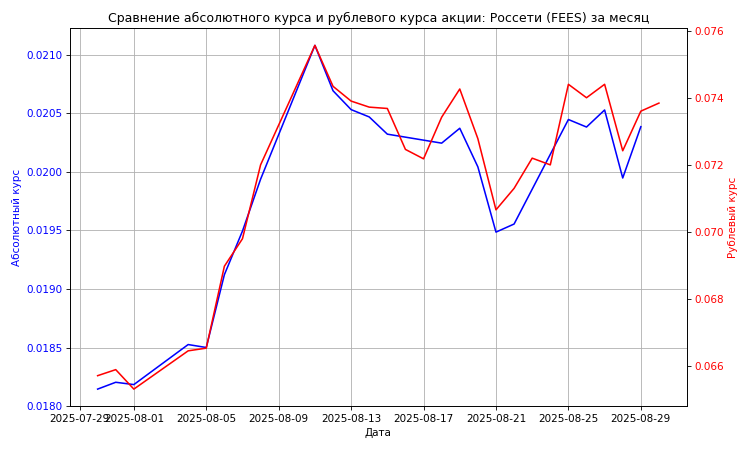 Сравнение абсолютного курса и рублевого курса акции: Россети (FEES) за месяц
Абсолютный курс
0.0210
0.0205
0.0200
0.0195
0.0190
0.0185
0.0180
0.076
0.074
0.072
0.070
0.068
0.066
Рублевый курс
2025-07-29 2025-08-01 2025-08-05 2025-08-09 2025-08-13 2025-08-17 2025-08-21 2025-08-25 2025-08-29
Дата